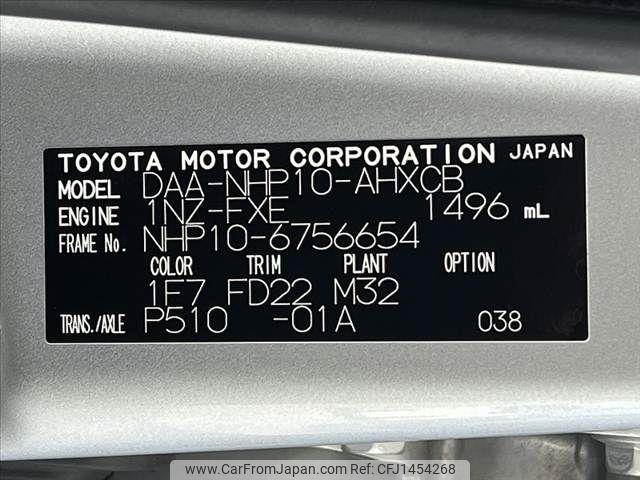 TOYOTA MOTOR CORPORATION JAPAN
MODEL DAA-NHP10-AHXCB
ENGINE 1NZ-FXE 1496 mL
FRAME No. NHP10-6756654
COLOR TRIM PLANT OPTION
1F7 FD22 M32
TRANS./AXLE P510 -01A 038
www.CarFromJapan.com - CFJ1454268